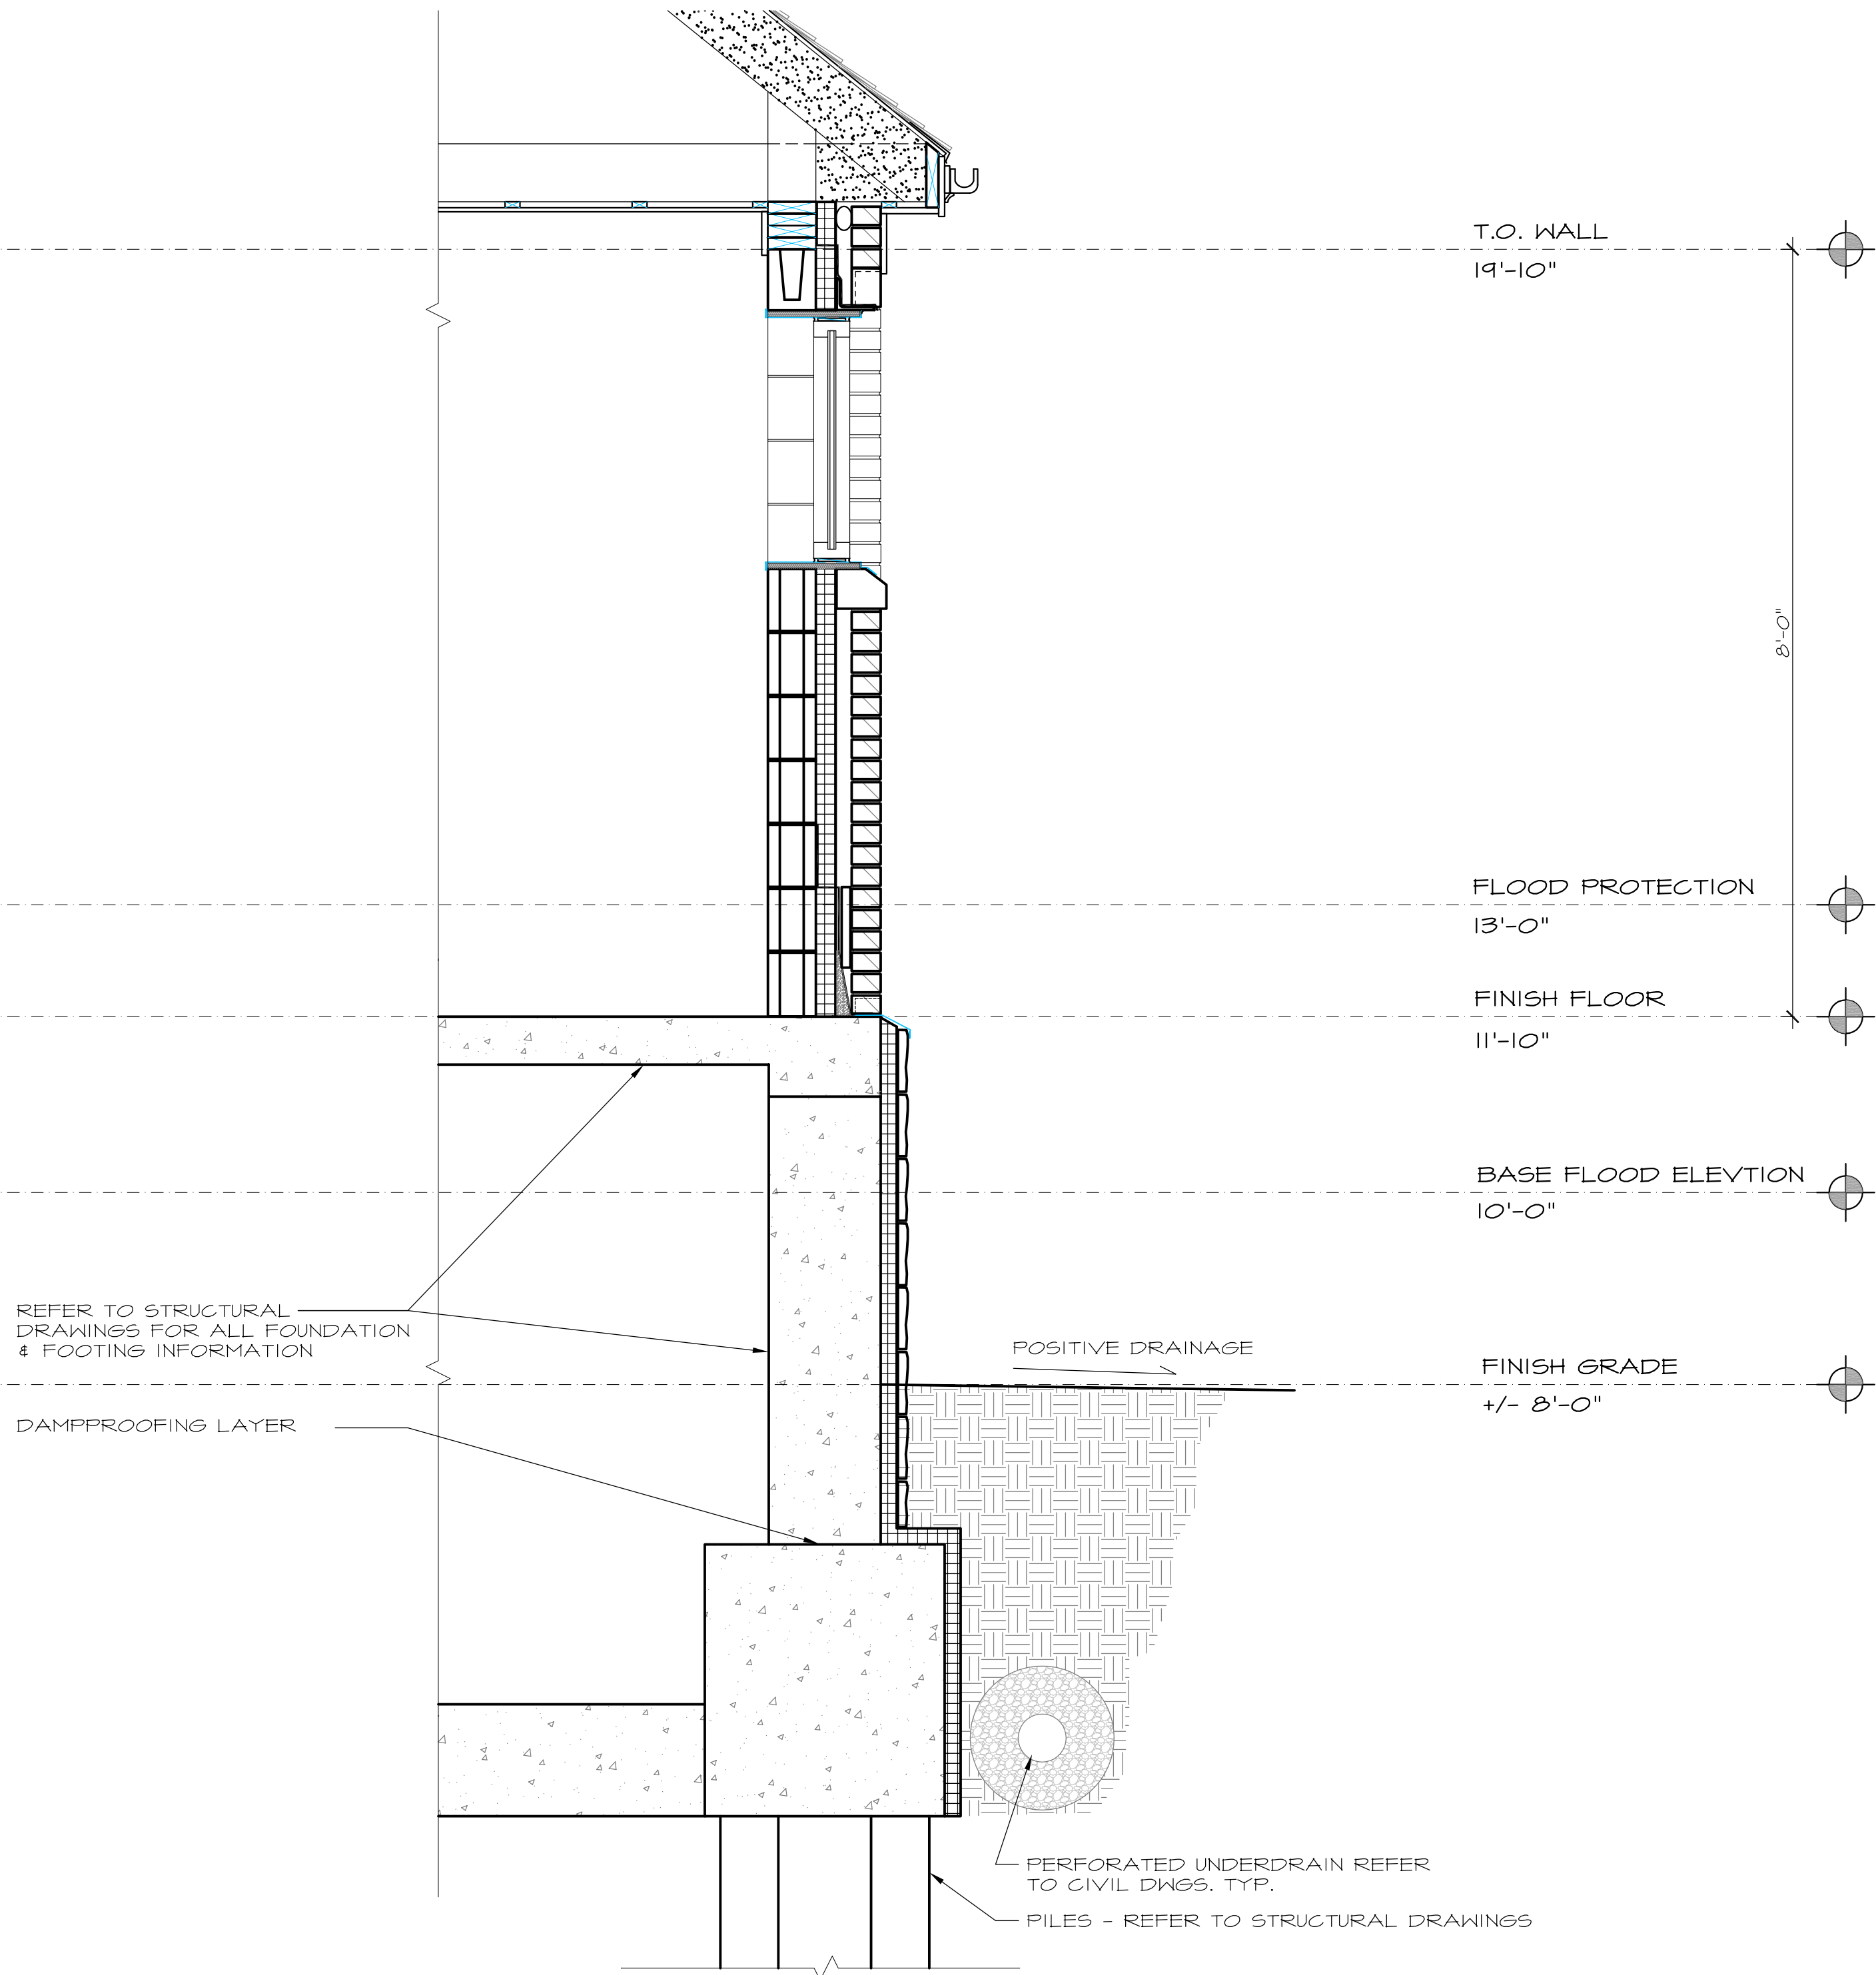 T.O. WALL
19'-10"
8'-0"
FLOOD PROTECTION
13'-0"
FINISH FLOOR
11'-10"
BASE FLOOD ELEVTION
10'-0"
REFER TO STRUCTURAL
DRAWINGS FOR ALL FOUNDATION
& FOOTING INFORMATION
POSITIVE DRAINAGE
FINISH GRADE
+/- 8'-0"
DAMPPROOFING LAYER
PERFORATED UNDERDRAIN REFER
TO CIVIL DWGS. TYP.
PILES - REFER TO STRUCTURAL DRAWINGS